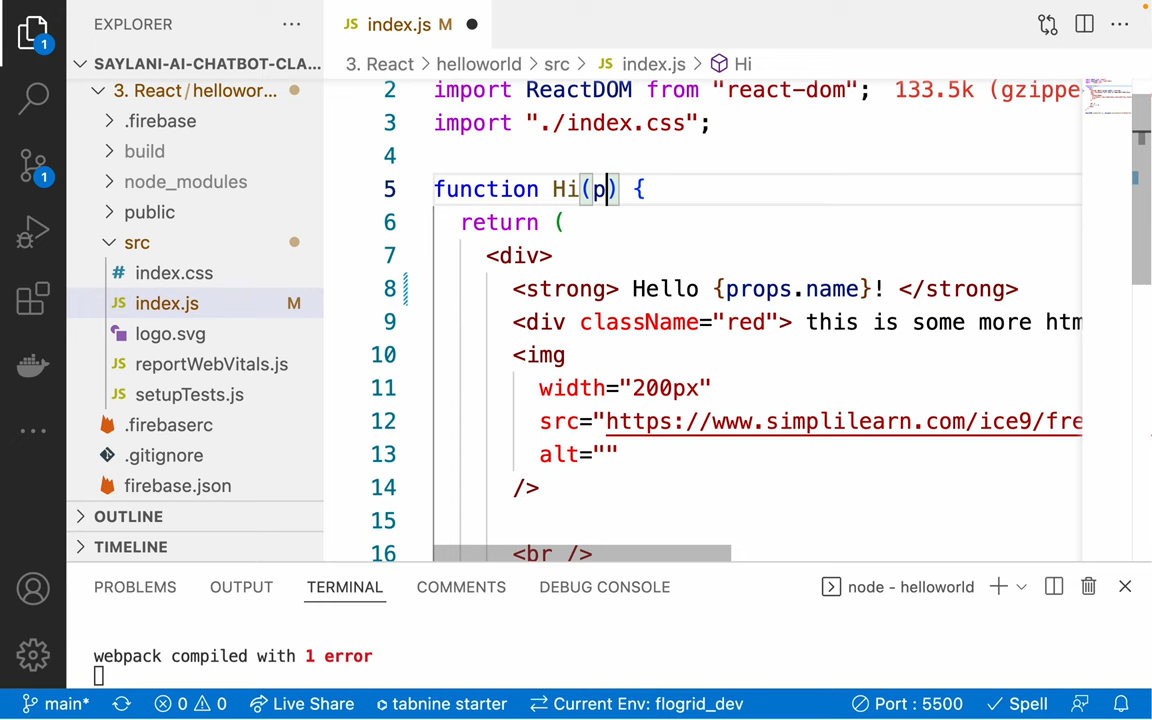 EXPLORER
JS index.js M
SAYLANI-AI-CHATBOT-CLA...
3. React > helloworld > src > JS index.js > Hi
3. React / hellowor...
.firebase
build
node_modules
public
src
# index.css
JS index.js M
logo.svg
JS reportWebVitals.js
JS setupTests.js
.firebaserc
.gitignore
firebase.json
OUTLINE
TIMELINE
1
1
2 import ReactDOM from "react-dom"; 133.5k (gzippe
3 import "./index.css";
4
5 function Hi(p) {
6 return (
7 <div>
8 <strong> Hello {props.name}! </strong>
9 <div className="red"> this is some more htm
10 <img
11 width="200px"
12 src="https://www.simplilearn.com/ice9/fre
13 alt=""
14 />
15
16 <br />
PROBLEMS OUTPUT TERMINAL COMMENTS DEBUG CONSOLE node - helloworld
webpack compiled with 1 error
main* 0 0 Live Share tabnine starter Current Env: flogrid_dev Port : 5500 Spell